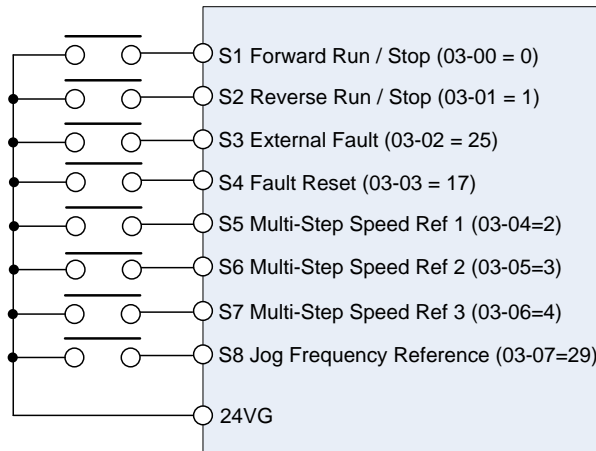 S1 Forward Run / Stop (03-00 = 0)
S2 Reverse Run / Stop (03-01 = 1)
S3 External Fault (03-02 = 25)
S4 Fault Reset (03-03 = 17)
S5 Multi-Step Speed Ref 1 (03-04=2)
S6 Multi-Step Speed Ref 2 (03-05=3)
S7 Multi-Step Speed Ref 3 (03-06=4)
S8 Jog Frequency Reference (03-07=29)
24VG